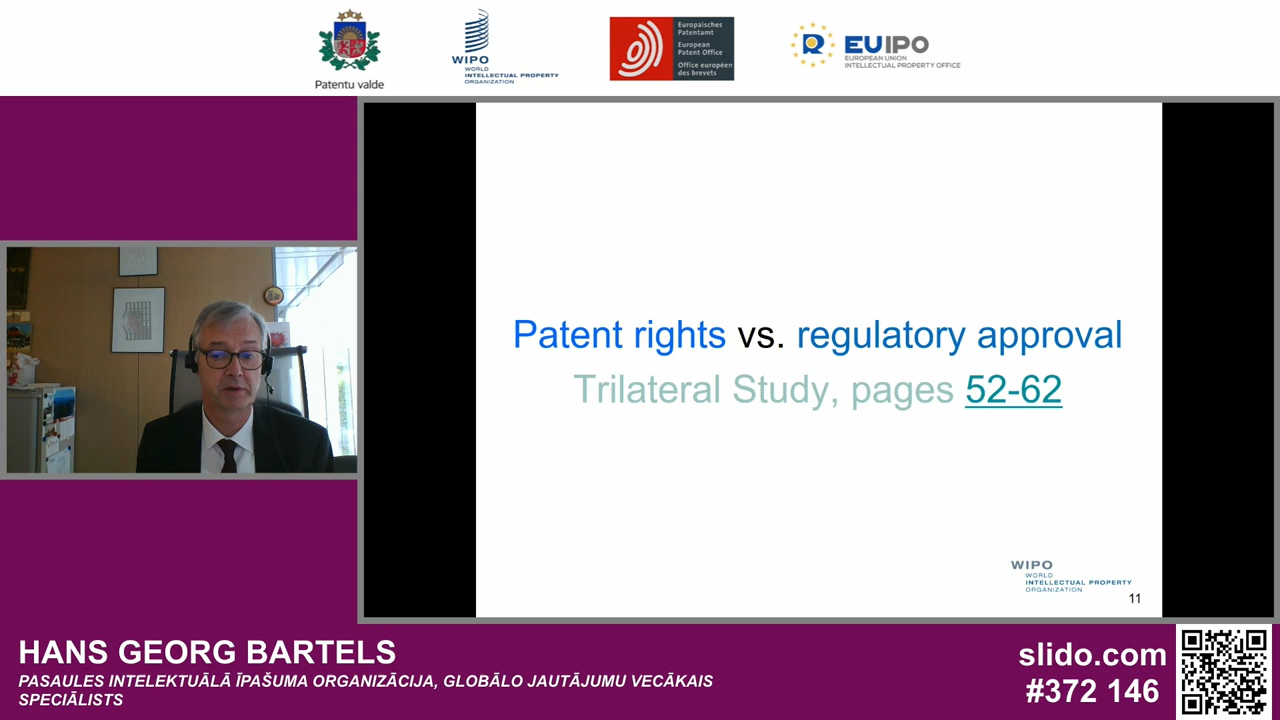 Patentu valde
WIPO
WORLD
INTELLECTUAL PROPERTY
ORGANIZATION
Europäisches
Patentamt
European
Patent Office
Office européen
des brevets
EUIPO
EUROPEAN UNION
INTELLECTUAL PROPERTY OFFICE
Patent rights vs. regulatory approval
Trilateral Study, pages 52-62
WIPO
WORLD
INTELLECTUAL PROPERTY
ORGANIZATION
11
HANS GEORG BARTELS
PASAULES INTELEKTUĀLĀ ĪPAŠUMA ORGANIZĀCIJA, GLOBĀLO JAUTĀJUMU VECĀKAIS
SPECIĀLISTS
slido.com
#372 146